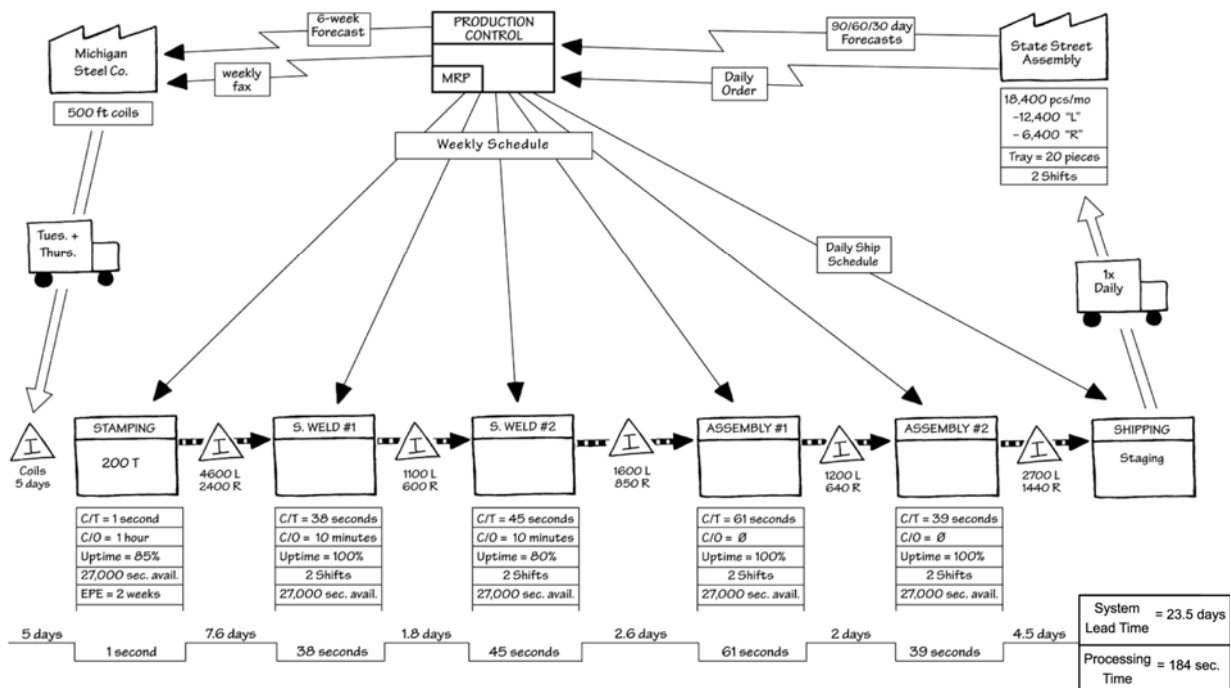 Michigan
Steel Co.
500 ft coils
6-week
Forecast
weekly
fax
PRODUCTION
CONTROL
MRP
90/60/30 day
Forecasts
Daily
Order
State Street
Assembly
18,400 pcs/mo
-12,400 "L"
- 6,400 "R"
Tray = 20 pieces
2 Shifts
Weekly Schedule
Tues. +
Thurs.
Daily Ship
Schedule
1x
Daily
I
Coils
5 days
STAMPING
200 T
C/T = 1 second
C/O = 1 hour
Uptime = 85%
27,000 sec. avail.
EPE = 2 weeks
I
4600 L
2400 R
S. WELD #1
C/T = 38 seconds
C/O = 10 minutes
Uptime = 100%
2 Shifts
27,000 sec. avail.
I
1100 L
600 R
S. WELD #2
C/T = 45 seconds
C/O = 10 minutes
Uptime = 80%
2 Shifts
27,000 sec. avail.
I
1600 L
850 R
ASSEMBLY #1
C/T = 61 seconds
C/O = Ø
Uptime = 100%
2 Shifts
27,000 sec. avail.
I
1200 L
640 R
ASSEMBLY #2
C/T = 39 seconds
C/O = Ø
Uptime = 100%
2 Shifts
27,000 sec. avail.
I
2700 L
1440 R
SHIPPING
Staging
5 days
1 second
7.6 days
38 seconds
1.8 days
45 seconds
2.6 days
61 seconds
2 days
39 seconds
4.5 days
System
Lead Time = 23.5 days
Processing
Time = 184 sec.